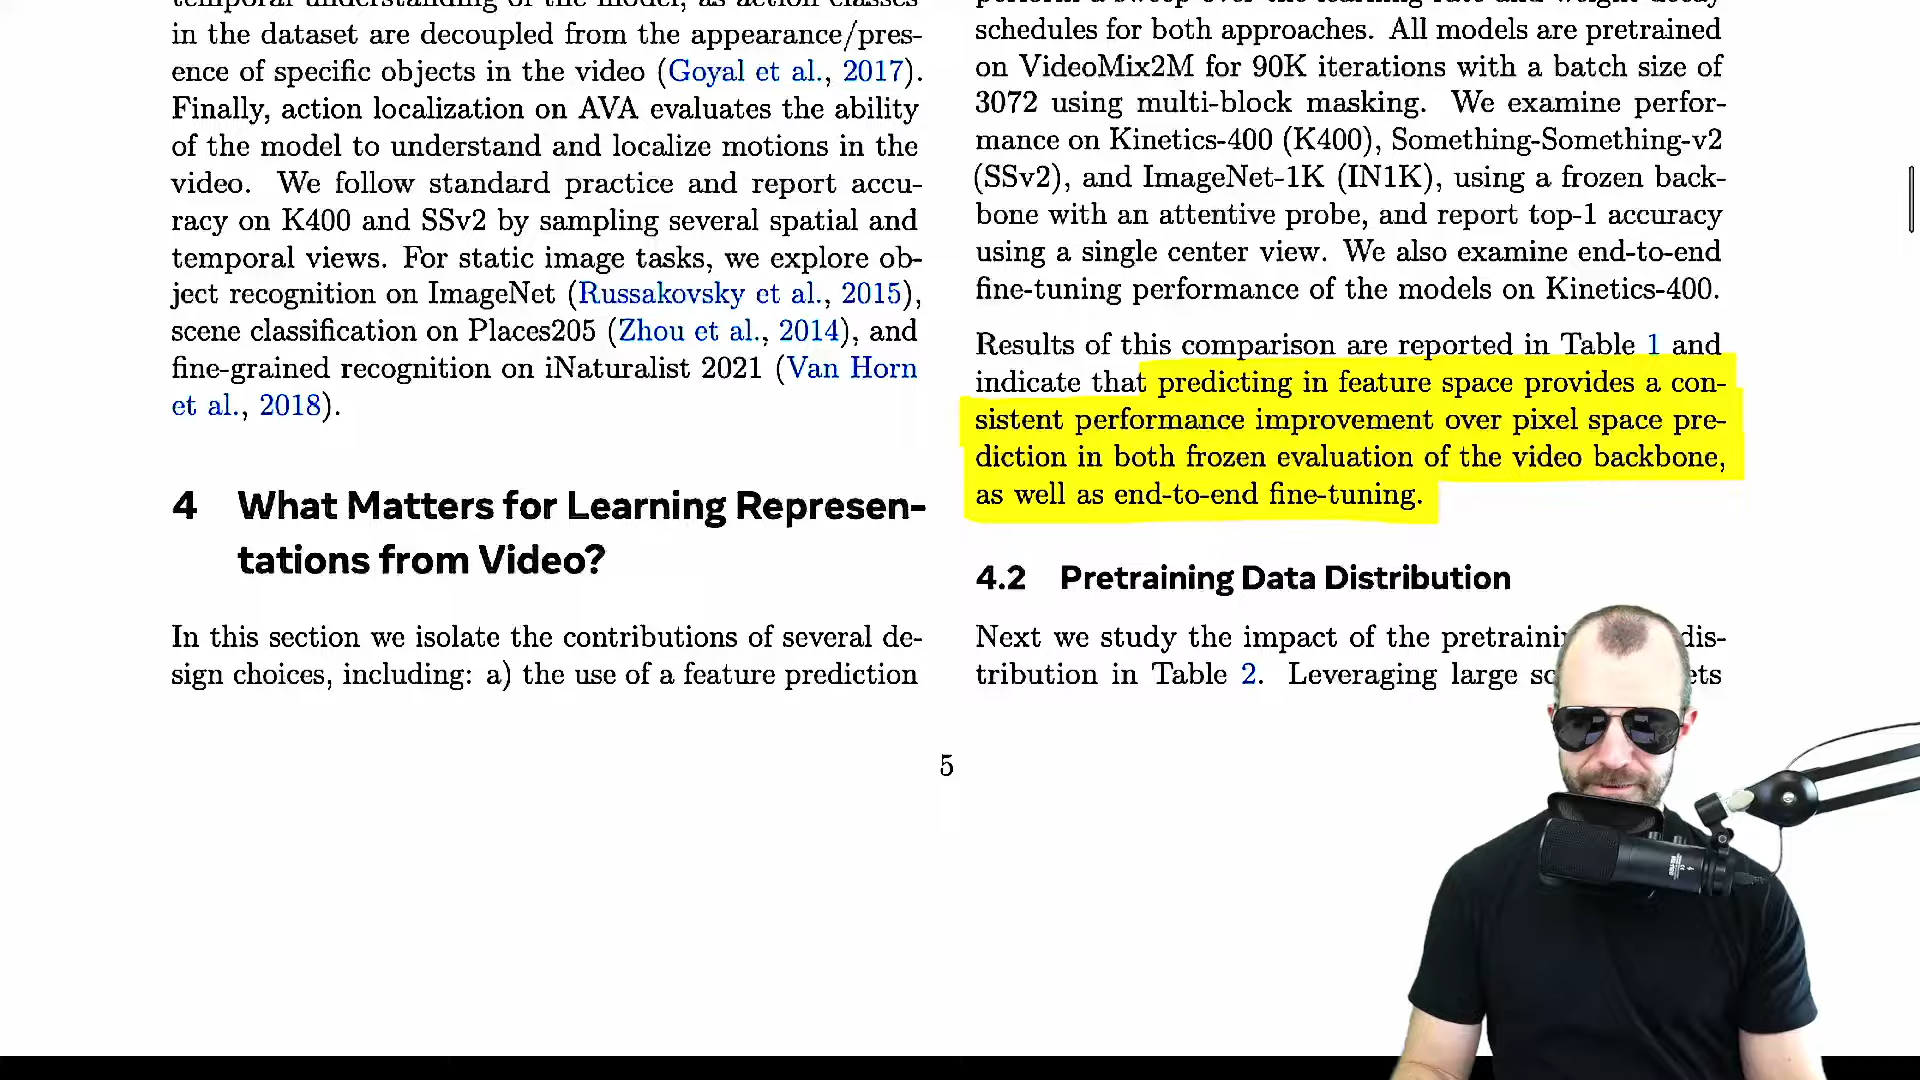 in the dataset are decoupled from the appearance/pres-
ence of specific objects in the video (Goyal et al., 2017).
Finally, action localization on AVA evaluates the ability
of the model to understand and localize motions in the
video. We follow standard practice and report accu-
racy on K400 and SSv2 by sampling several spatial and
temporal views. For static image tasks, we explore ob-
ject recognition on ImageNet (Russakovsky et al., 2015),
scene classification on Places205 (Zhou et al., 2014), and
fine-grained recognition on iNaturalist 2021 (Van Horn
et al., 2018).
4 What Matters for Learning Represen-
tations from Video?
In this section we isolate the contributions of several de-
sign choices, including: a) the use of a feature prediction
schedules for both approaches. All models are pretrained
on VideoMix2M for 90K iterations with a batch size of
3072 using multi-block masking. We examine perfor-
mance on Kinetics-400 (K400), Something-Something-v2
(SSv2), and ImageNet-1K (IN1K), using a frozen back-
bone with an attentive probe, and report top-1 accuracy
using a single center view. We also examine end-to-end
fine-tuning performance of the models on Kinetics-400.
Results of this comparison are reported in Table 1 and
indicate that predicting in feature space provides a con-
sistent performance improvement over pixel space pre-
diction in both frozen evaluation of the video backbone,
as well as end-to-end fine-tuning.
4.2 Pretraining Data Distribution
Next we study the impact of the dis-
tribution in Table 2. Leveraging large
5